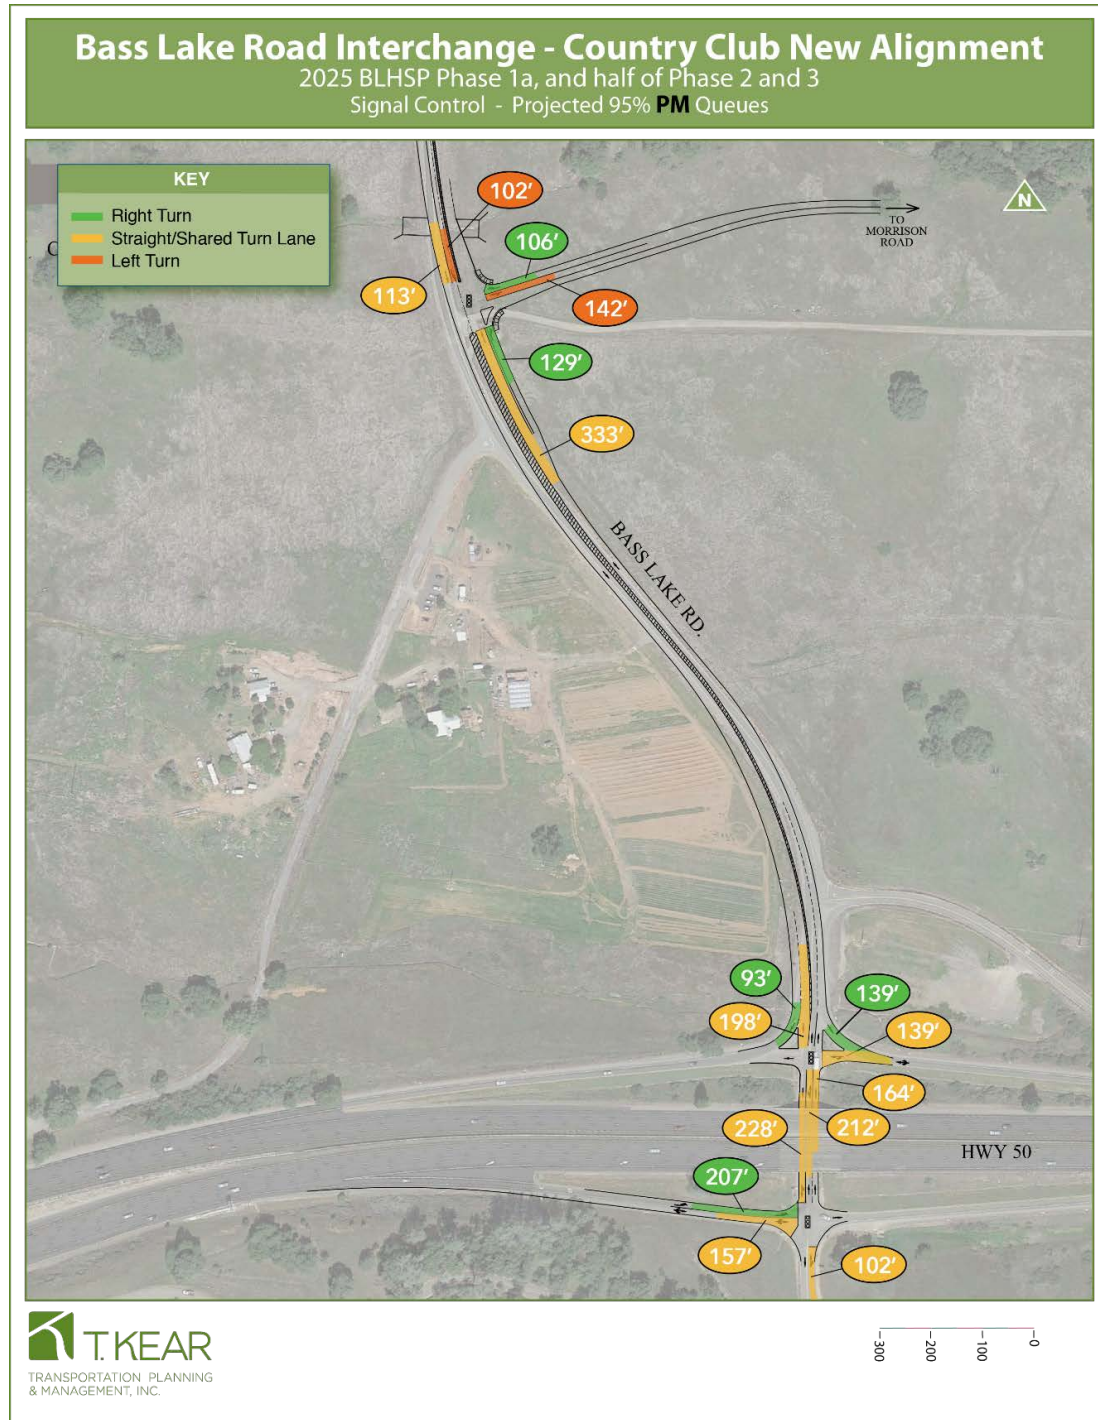 Bass Lake Road Interchange - Country Club New Alignment
2025 BLHSP Phase 1a, and half of Phase 2 and 3
Signal Control - Projected 95% PM Queues
KEY
Right Turn
Straight/Shared Turn Lane
Left Turn
C
102'
106'
113'
142'
129'
333'
TO
MORRISON
ROAD
N
BASS LAKE RD.
93'
139'
198'
139'
164'
228'
212'
HWY 50
207'
157'
102'
T.KEAR
TRANSPORTATION PLANNING
& MANAGEMENT, INC.
300
200
100
0